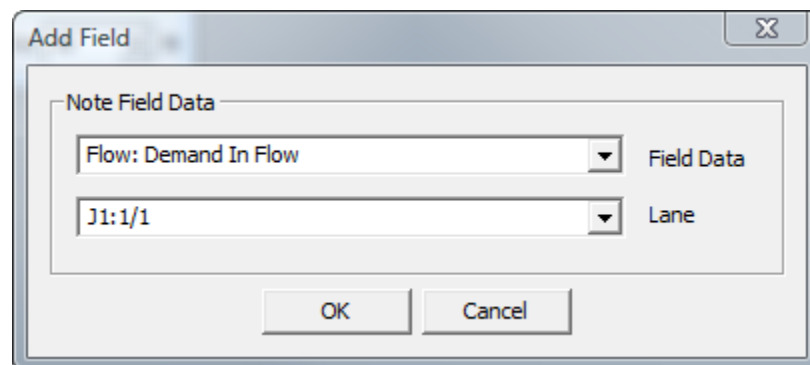 Add Field
Note Field Data
Flow: Demand In Flow
Field Data
J1:1/1
Lane
OK
Cancel